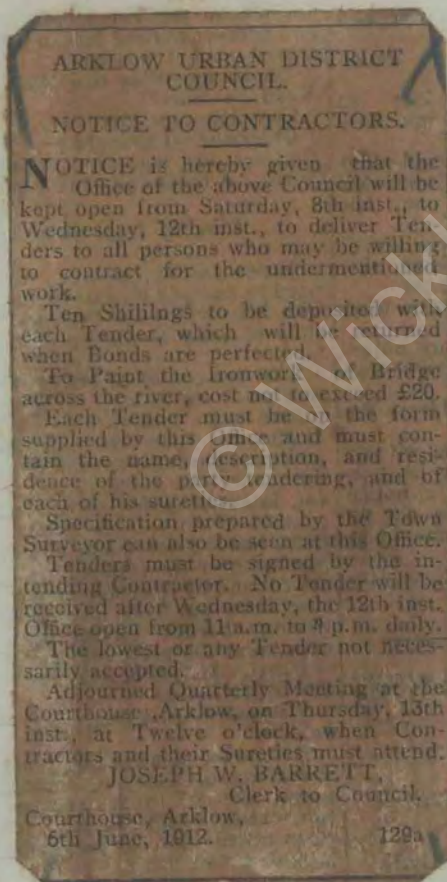 ARKLOW URBAN DISTRICT
COUNCIL.
NOTICE TO CONTRACTORS.
NOTICE is hereby given that the
Office of the above Council will be
kept open from Saturday, 8th inst., to
Wednesday, 12th inst., to deliver Ten-
ders to all persons who may be willing
to contract for the undermentioned
work.
Ten Shililngs to be deposited with
each Tender, which will be returned
when Bonds are perfected.
To Paint the Ironwork of Bridge
across the river, cost not to exceed £20.
Each Tender must be on the form
supplied by this Office and must con-
tain the name, description, and resi-
dence of the party tendering, and of
each of his sureties.
Specification prepared by the Town
Surveyor can also be seen at this Office.
Tenders must be signed by the in-
tending Contractor. No Tender will be
received after Wednesday, the 12th inst.
Office open from 11 a.m. to p.m. daily.
The lowest or any Tender not neces-
sarily accepted.
Adjourned Quarterly Meeting at the
Courthouse ,Arklow, on Thursday, 13th
inst., at Twelve o'clock, when Con-
tractors and their Sureties must attend.
JOSEPH W. BARRETT,
Clerk to Council.
Courthouse, Arklow,
6th June, 1912. 129a
© Wickl